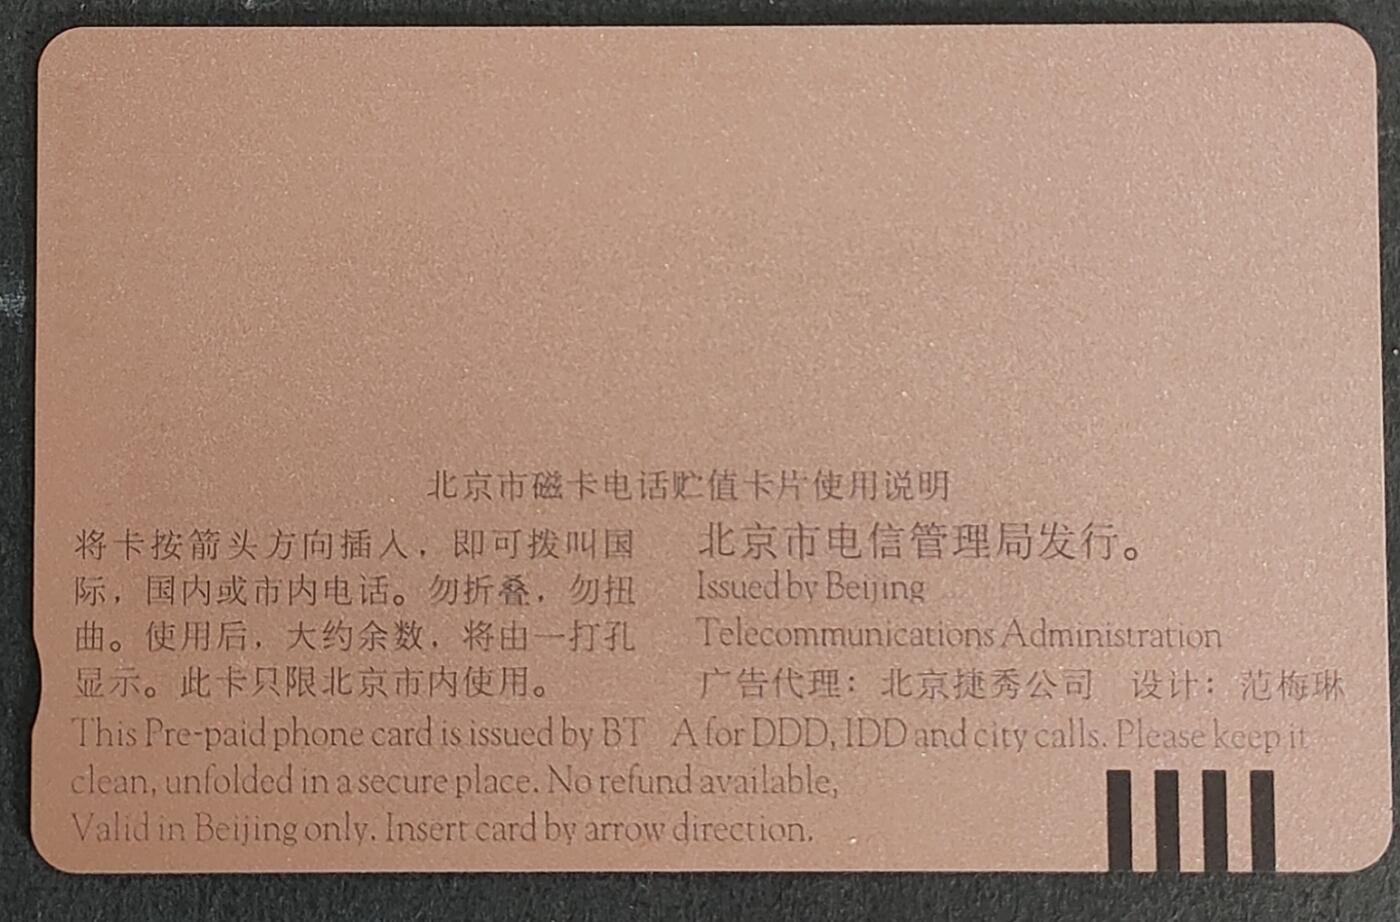 北京市磁卡电话贮值卡片使用说明
将卡按箭头方向插入，即可拨叫国
际，国内或市内电话。勿折叠，勿扭
曲。使用后，大约余数，将由一打孔
显示。此卡只限北京市内使用。
北京市电信管理局发行。
Issued by Beijing
Telecommunications Administration
广告代理：北京捷秀公司 设计：范梅琳
This Pre-paid phone card is issued by BT A for DDD, IDD and city calls. Please keep it
clean, unfolded in a secure place. No refund available,
Valid in Beijing only. Insert card by arrow direction.